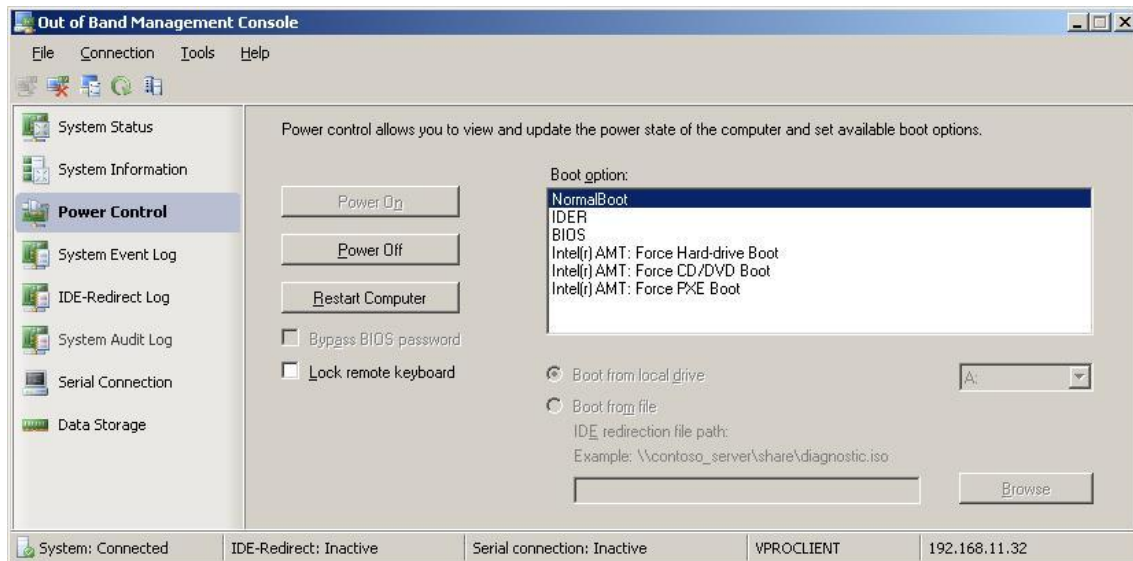 Out of Band Management Console
File Connection Tools Help
System Status
System Information
Power Control
System Event Log
IDE-Redirect Log
System Audit Log
Serial Connection
Data Storage
Power control allows you to view and update the power state of the computer and set available boot options.
Power On
Power Off
Restart Computer
Bypass BIOS password
Lock remote keyboard
Boot option:
NormalBoot
IDER
BIOS
Intel(r) AMT: Force Hard-drive Boot
Intel(r) AMT: Force CD/DVD Boot
Intel(r) AMT: Force PXE Boot
Boot from local drive A:
Boot from file
IDE redirection file path:
Example: \\contoso_server\share\diagnostic.iso
Browse
System: Connected IDE-Redirect: Inactive Serial connection: Inactive VPROCLIENT 192.168.11.32